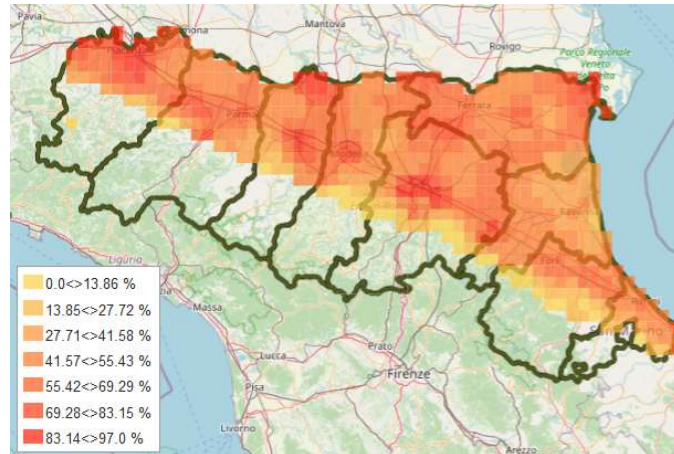 Pavia
Mantova
Rovigo
Parco Regionale
Veneto
Ferrara
Parma
Liguria
Massa
Lucca
Prato
Pisa
Firenze
Livorno
Arezzo
0.0<>13.86 %
13.85<>27.72 %
27.71<>41.58 %
41.57<>55.43 %
55.42<>69.29 %
69.28<>83.15 %
83.14<>97.0 %